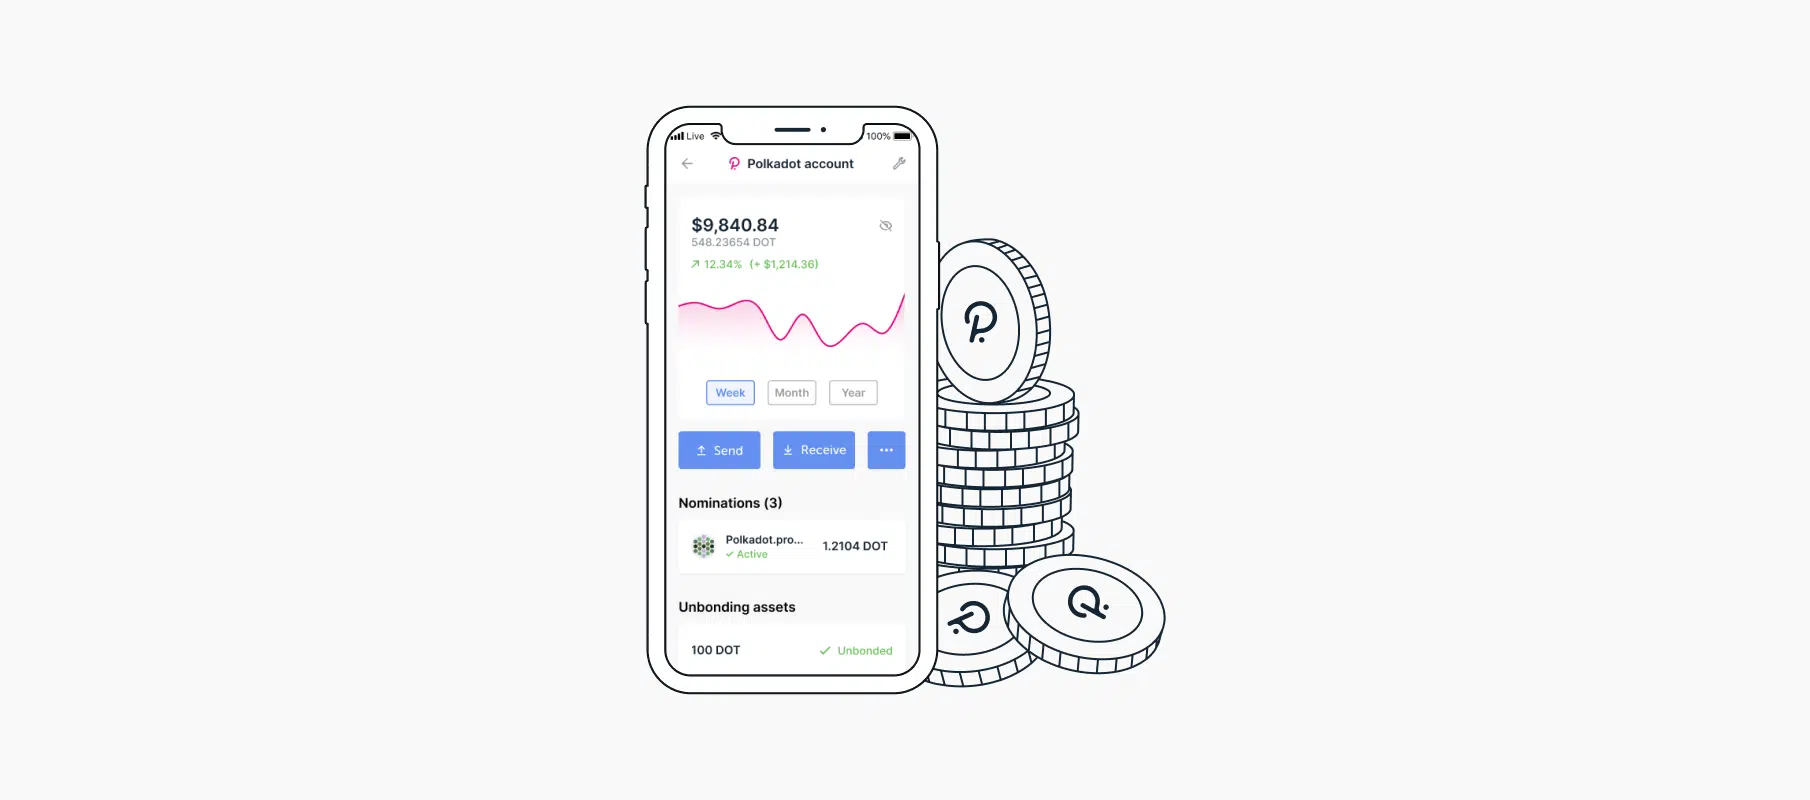 Live 100%
Polkadot account
$9,840.84
548.23654 DOT
12.34% (+ $1,214.36)
Week Month Year
Send Receive
Nominations (3)
Polkadot.pro... 1.2104 DOT
Active
Unbonding assets
100 DOT Unbonded